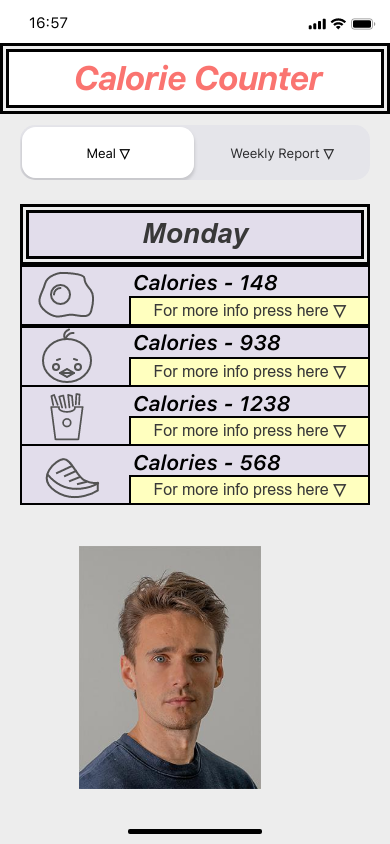 16:57
Calorie Counter
Meal ▽
Weekly Report ▽
Monday
Calories - 148
For more info press here ▽
Calories - 938
For more info press here ▽
Calories - 1238
For more info press here ▽
Calories - 568
For more info press here ▽